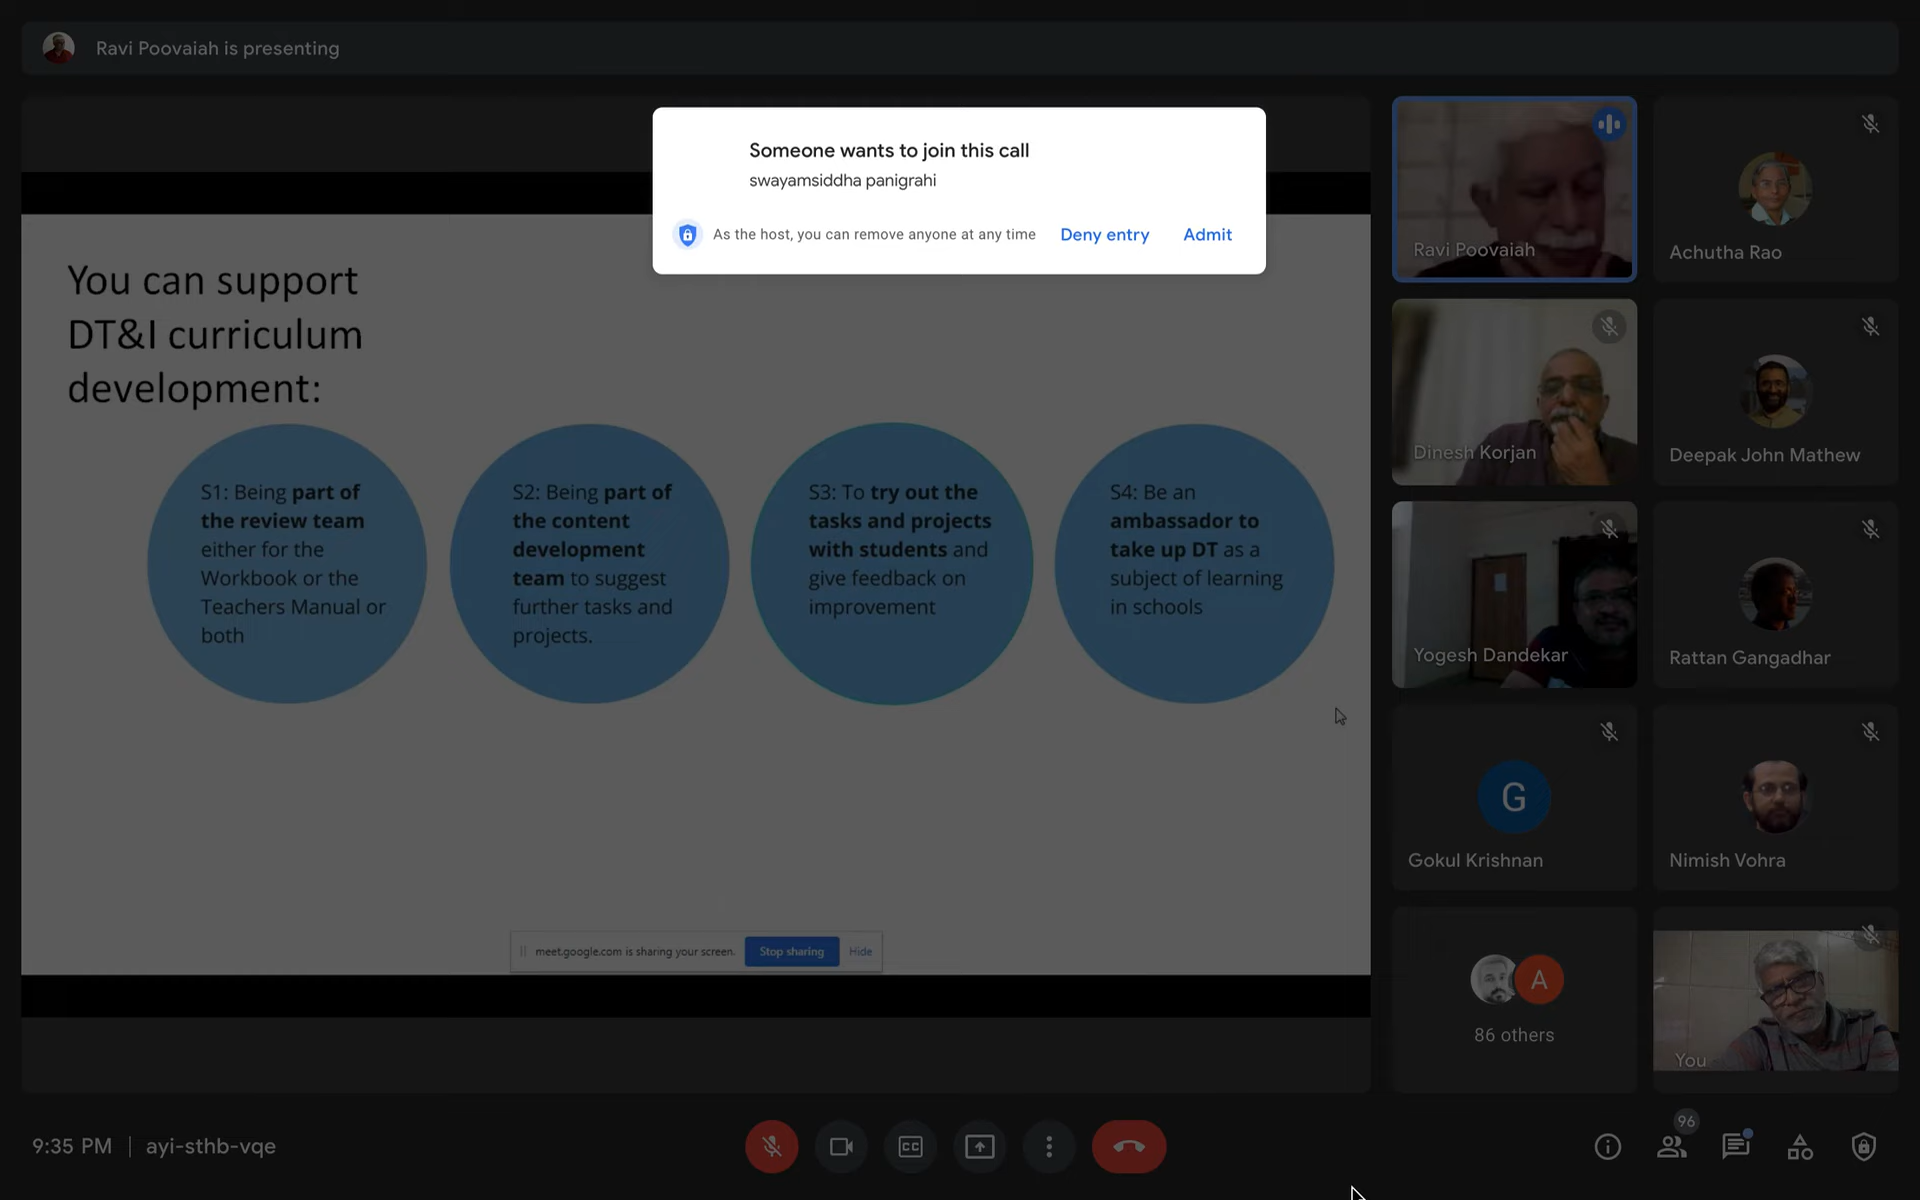 Ravi Poovaiah is presenting
Someone wants to join this call
swayamsiddha panigrahi
As the host, you can remove anyone at any time
Deny entry
Admit
You can support
DT&I curriculum
development:
S1: Being part of
the review team
either for the
Workbook or the
Teachers Manual or
both
S2: Being part of
the content
development
team to suggest
further tasks and
projects.
S3: To try out the
tasks and projects
with students and
give feedback on
improvement
S4: Be an
ambassador to
take up DT as a
subject of learning
in schools
meet.google.com is sharing your screen.
Stop sharing
Hide
Ravi Poovaiah
Achutha Rao
Dinesh Korjan
Deepak John Mathew
Yogesh Dandekar
Rattan Gangadhar
G
Gokul Krishnan
Nimish Vohra
A
86 others
You
9:35 PM | ayi-sthb-vqe
CC
96